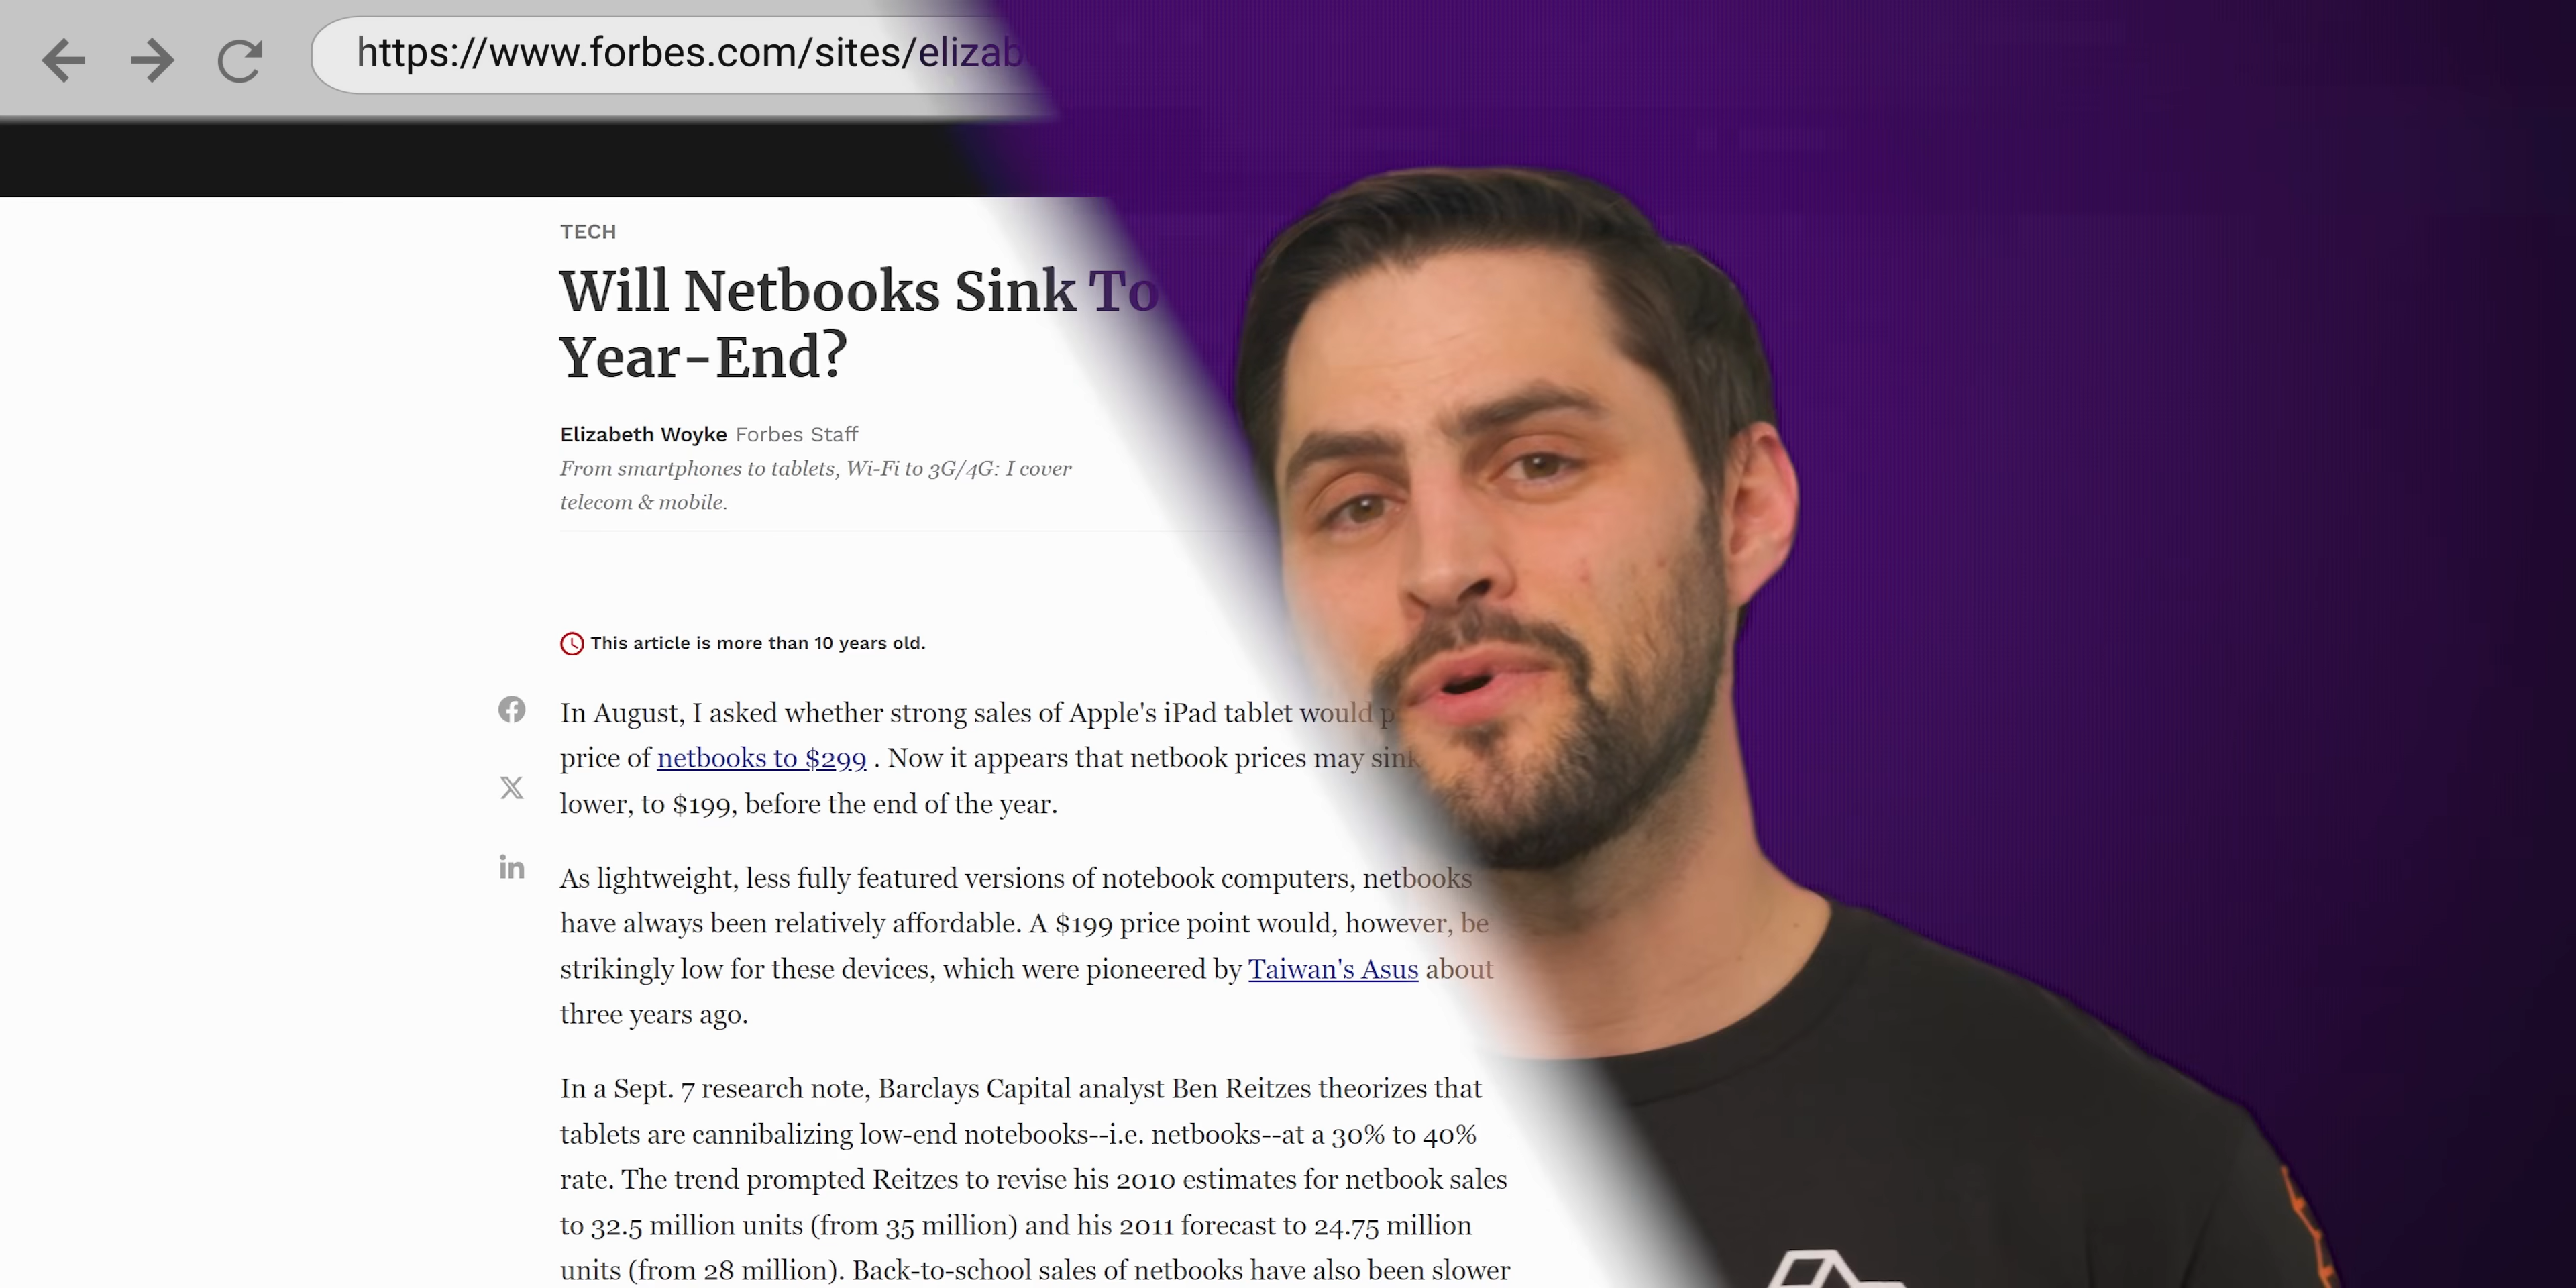 https://www.forbes.com/sites/elizab
TECH
Will Netbooks Sink To
Year-End?
Elizabeth Woyke Forbes Staff
From smartphones to tablets, Wi-Fi to 3G/4G: I cover
telecom & mobile.
This article is more than 10 years old.
In August, I asked whether strong sales of Apple's iPad tablet would p
price of netbooks to $299 . Now it appears that netbook prices may sink
lower, to $199, before the end of the year.
As lightweight, less fully featured versions of notebook computers, netbooks
have always been relatively affordable. A $199 price point would, however, be
strikingly low for these devices, which were pioneered by Taiwan's Asus about
three years ago.
In a Sept. 7 research note, Barclays Capital analyst Ben Reitzes theorizes that
tablets are cannibalizing low-end notebooks--i.e. netbooks--at a 30% to 40%
rate. The trend prompted Reitzes to revise his 2010 estimates for netbook sales
to 32.5 million units (from 35 million) and his 2011 forecast to 24.75 million
units (from 28 million). Back-to-school sales of netbooks have also been slower